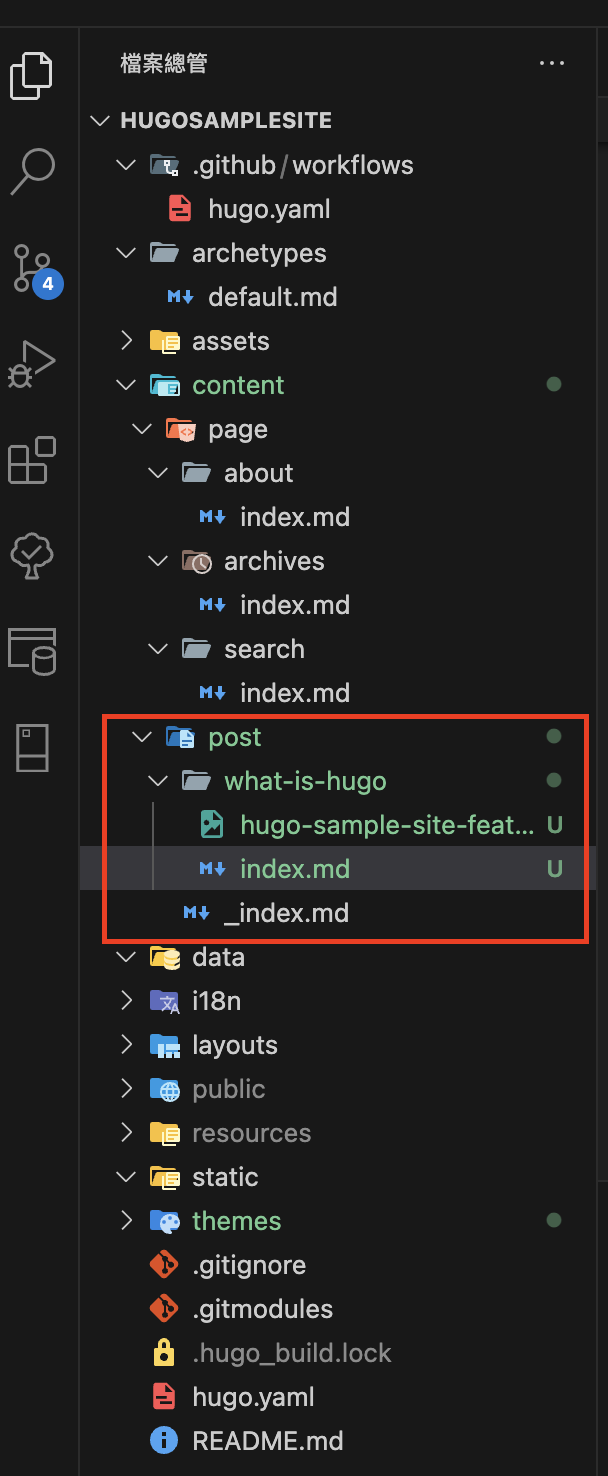 檔案總管
HUGOSAMPLESITE
.github/workflows
hugo.yaml
archetypes
default.md
assets
content
page
about
index.md
archives
index.md
search
index.md
post
what-is-hugo
hugo-sample-site-feat... U
index.md U
_index.md
data
i18n
layouts
public
resources
static
themes
.gitignore
.gitmodules
.hugo_build.lock
hugo.yaml
README.md
4